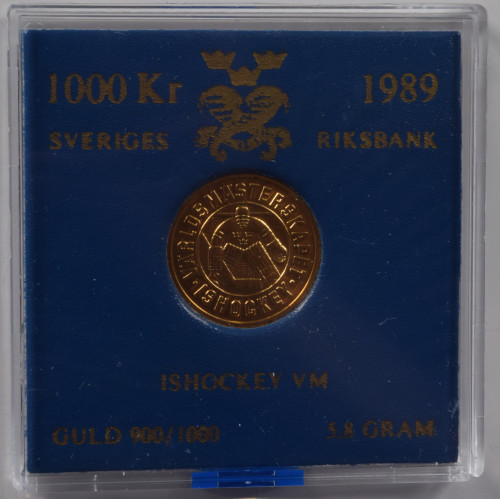 1000 Kr 1989
SVERIGES RIKSBANK
VÄRLDSMÄSTERSKAPET
I ISHOCKEY
ISHOCKEY VM
GULD 900/1000 5.8 GRAM